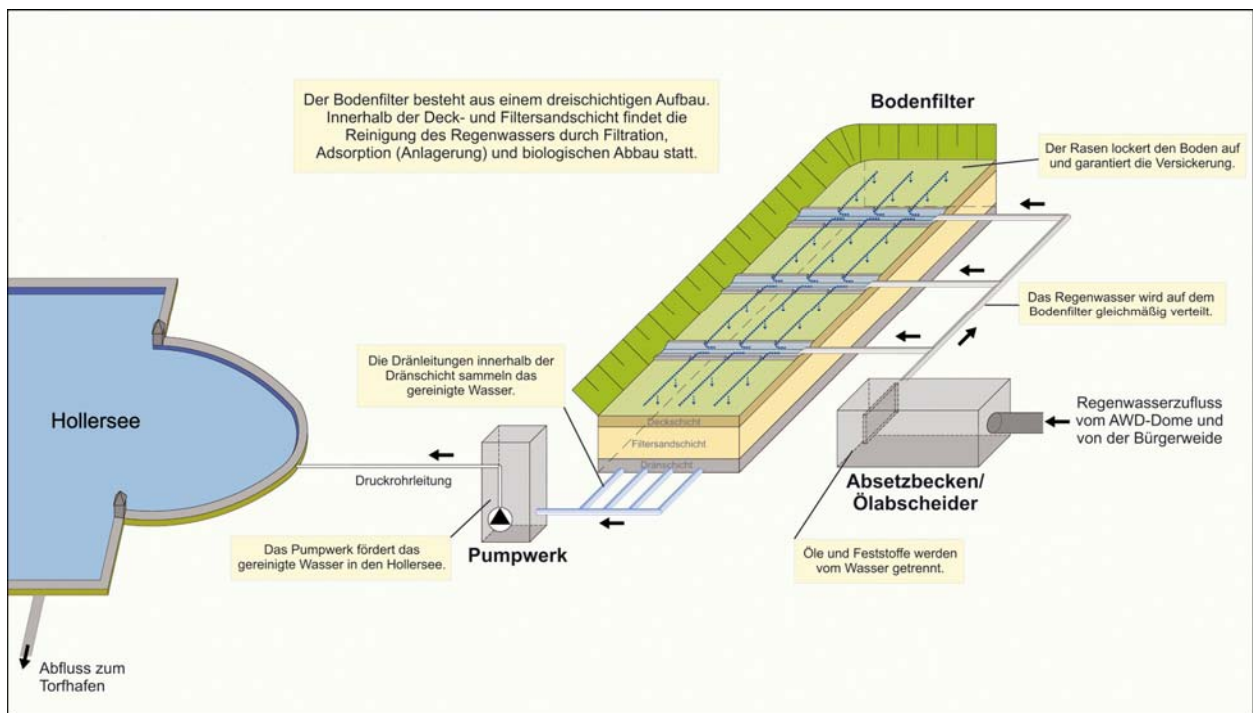 Der Bodenfilter besteht aus einem dreischichtigen Aufbau.
Innerhalb der Deck- und Filtersandschicht findet die
Reinigung des Regenwassers durch Filtration,
Adsorption (Anlagerung) und biologischen Abbau statt.
Bodenfilter
Der Rasen lockert den Boden auf
und garantiert die Versickerung.
Das Regenwasser wird auf dem
Bodenfilter gleichmäßig verteilt.
Die Dränleitungen innerhalb der
Dränschicht sammeln das
gereinigte Wasser.
Hollersee
Deckschicht
Filtersandschicht
Dränschicht
Regenwasserzufluss
vom AWD-Dome und
von der Bürgerweide
Druckrohrleitung
Absetzbecken/
Ölabscheider
Das Pumpwerk fördert das
gereinigte Wasser in den Hollersee.
Pumpwerk
Öle und Feststoffe werden
vom Wasser getrennt.
Abfluss zum
Torfhafen